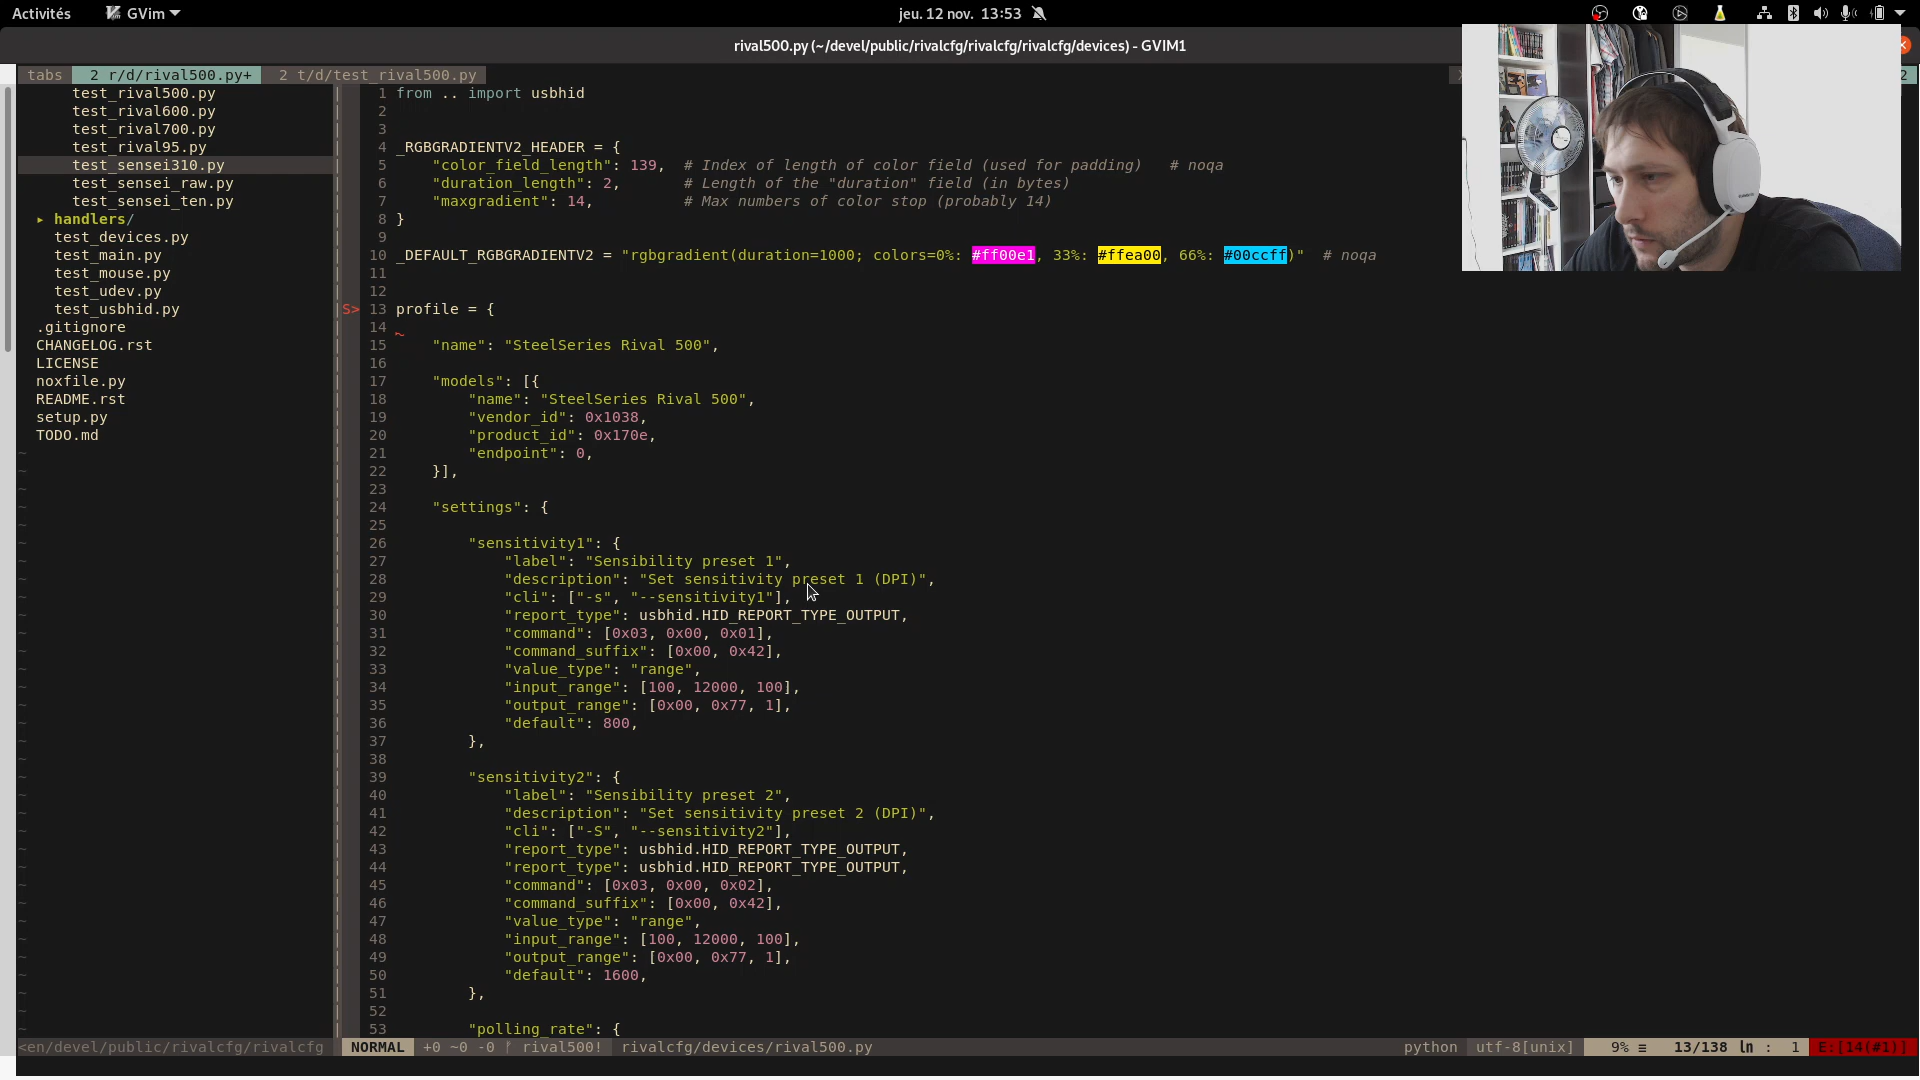 Activités GVim jeu. 12 nov. 13:53
rival500.py (~/devel/public/rivalcfg/rivalcfg/rivalcfg/devices) - GVIM1
tabs 2 r/d/rival500.py+ 2 t/d/test_rival500.py
test_rival500.py
test_rival600.py
test_rival700.py
test_rival95.py
test_sensei310.py
test_sensei_raw.py
test_sensei_ten.py
▸ handlers/
test_devices.py
test_main.py
test_mouse.py
test_udev.py
test_usbhid.py
.gitignore
CHANGELOG.rst
LICENSE
noxfile.py
README.rst
setup.py
TODO.md
1 from .. import usbhid
2
3
4 _RGBGRADIENTV2_HEADER = {
5     "color_field_length": 139,  # Index of length of color field (used for padding)   # noqa
6     "duration_length": 2,       # Length of the "duration" field (in bytes)
7     "maxgradient": 14,          # Max numbers of color stop (probably 14)
8 }
9
10 _DEFAULT_RGBGRADIENTV2 = "rgbgradient(duration=1000; colors=0%: #ff00e1, 33%: #ffea00, 66%: #00ccff)"  # noqa
11
12
S> 13 profile = {
14
15     "name": "SteelSeries Rival 500",
16
17     "models": [{
18         "name": "SteelSeries Rival 500",
19         "vendor_id": 0x1038,
20         "product_id": 0x170e,
21         "endpoint": 0,
22     }],
23
24     "settings": {
25
26         "sensitivity1": {
27             "label": "Sensibility preset 1",
28             "description": "Set sensitivity preset 1 (DPI)",
29             "cli": ["-s", "--sensitivity1"],
30             "report_type": usbhid.HID_REPORT_TYPE_OUTPUT,
31             "command": [0x03, 0x00, 0x01],
32             "command_suffix": [0x00, 0x42],
33             "value_type": "range",
34             "input_range": [100, 12000, 100],
35             "output_range": [0x00, 0x77, 1],
36             "default": 800,
37         },
38
39         "sensitivity2": {
40             "label": "Sensibility preset 2",
41             "description": "Set sensitivity preset 2 (DPI)",
42             "cli": ["-S", "--sensitivity2"],
43             "report_type": usbhid.HID_REPORT_TYPE_OUTPUT,
44             "report_type": usbhid.HID_REPORT_TYPE_OUTPUT,
45             "command": [0x03, 0x00, 0x02],
46             "command_suffix": [0x00, 0x42],
47             "value_type": "range",
48             "input_range": [100, 12000, 100],
49             "output_range": [0x00, 0x77, 1],
50             "default": 1600,
51         },
52
53         "polling_rate": {
<en/devel/public/rivalcfg/rivalcfg NORMAL +0 ~0 -0 ᚠ rival500! rivalcfg/devices/rival500.py python utf-8[unix] 9% ≡ 13/138 ln : 1 E:[14(#1)]